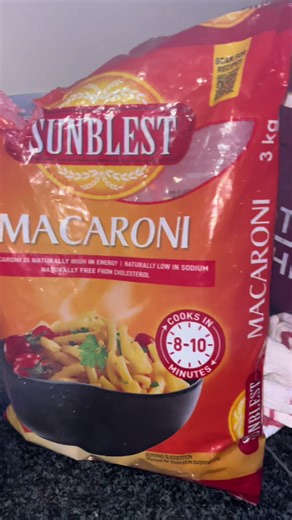 SCAN FOR
RECIPES
SUNBLEST
MACARONI
MACARONI IS NATURALLY HIGH IN ENERGY | NATURALLY LOW IN SODIUM
NATURALLY FREE FROM CHOLESTEROL
COOKS IN
8-10
MINUTES
SERVING SUGGESTION
SUNBLEST MACARONI 3 kg